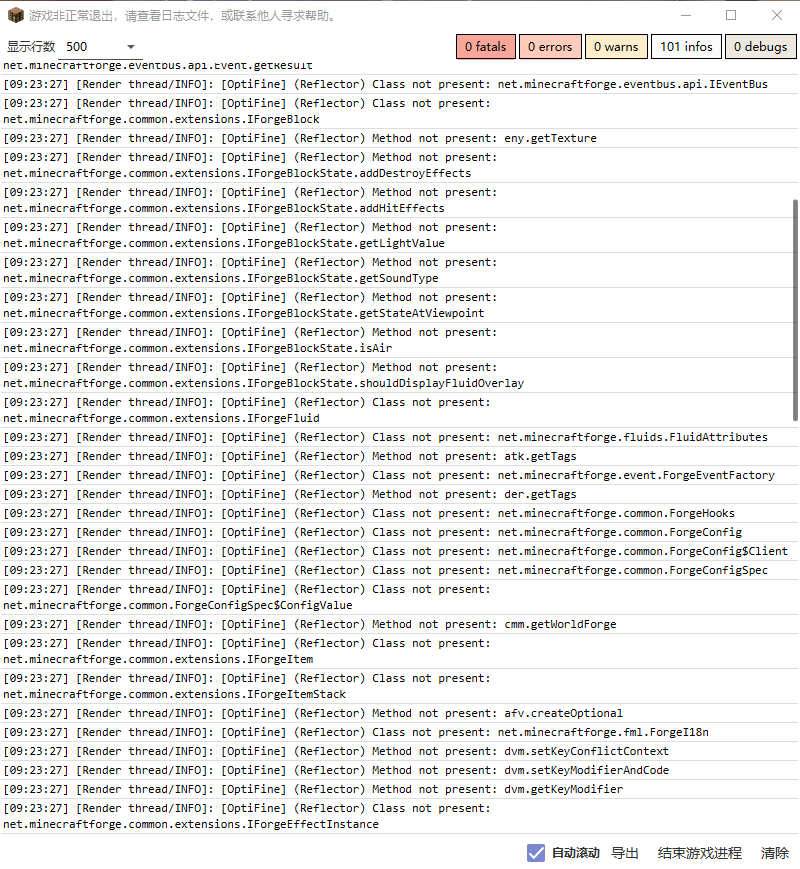 游戏非正常退出，请查看日志文件，或联系他人寻求帮助。
显示行数 500 0 fatals 0 errors 0 warns 101 infos 0 debugs
net.minecraftforge.eventbus.api.Event.getResult
[09:23:27] [Render thread/INFO]: [OptiFine] (Reflector) Class not present: net.minecraftforge.eventbus.api.IEventBus
[09:23:27] [Render thread/INFO]: [OptiFine] (Reflector) Class not present:
net.minecraftforge.common.extensions.IForgeBlock
[09:23:27] [Render thread/INFO]: [OptiFine] (Reflector) Method not present: eny.getTexture
[09:23:27] [Render thread/INFO]: [OptiFine] (Reflector) Method not present:
net.minecraftforge.common.extensions.IForgeBlockState.addDestroyEffects
[09:23:27] [Render thread/INFO]: [OptiFine] (Reflector) Method not present:
net.minecraftforge.common.extensions.IForgeBlockState.addHitEffects
[09:23:27] [Render thread/INFO]: [OptiFine] (Reflector) Method not present:
net.minecraftforge.common.extensions.IForgeBlockState.getLightValue
[09:23:27] [Render thread/INFO]: [OptiFine] (Reflector) Method not present:
net.minecraftforge.common.extensions.IForgeBlockState.getSoundType
[09:23:27] [Render thread/INFO]: [OptiFine] (Reflector) Method not present:
net.minecraftforge.common.extensions.IForgeBlockState.getStateAtViewpoint
[09:23:27] [Render thread/INFO]: [OptiFine] (Reflector) Method not present:
net.minecraftforge.common.extensions.IForgeBlockState.isAir
[09:23:27] [Render thread/INFO]: [OptiFine] (Reflector) Method not present:
net.minecraftforge.common.extensions.IForgeBlockState.shouldDisplayFluidOverlay
[09:23:27] [Render thread/INFO]: [OptiFine] (Reflector) Class not present:
net.minecraftforge.common.extensions.IForgeFluid
[09:23:27] [Render thread/INFO]: [OptiFine] (Reflector) Class not present: net.minecraftforge.fluids.FluidAttributes
[09:23:27] [Render thread/INFO]: [OptiFine] (Reflector) Method not present: atk.getTags
[09:23:27] [Render thread/INFO]: [OptiFine] (Reflector) Class not present: net.minecraftforge.event.ForgeEventFactory
[09:23:27] [Render thread/INFO]: [OptiFine] (Reflector) Method not present: der.getTags
[09:23:27] [Render thread/INFO]: [OptiFine] (Reflector) Class not present: net.minecraftforge.common.ForgeHooks
[09:23:27] [Render thread/INFO]: [OptiFine] (Reflector) Class not present: net.minecraftforge.common.ForgeConfig
[09:23:27] [Render thread/INFO]: [OptiFine] (Reflector) Class not present: net.minecraftforge.common.ForgeConfig$Client
[09:23:27] [Render thread/INFO]: [OptiFine] (Reflector) Class not present: net.minecraftforge.common.ForgeConfigSpec
[09:23:27] [Render thread/INFO]: [OptiFine] (Reflector) Class not present:
net.minecraftforge.common.ForgeConfigSpec$ConfigValue
[09:23:27] [Render thread/INFO]: [OptiFine] (Reflector) Method not present: cmm.getWorldForge
[09:23:27] [Render thread/INFO]: [OptiFine] (Reflector) Class not present:
net.minecraftforge.common.extensions.IForgeItem
[09:23:27] [Render thread/INFO]: [OptiFine] (Reflector) Class not present:
net.minecraftforge.common.extensions.IForgeItemStack
[09:23:27] [Render thread/INFO]: [OptiFine] (Reflector) Method not present: afv.createOptional
[09:23:27] [Render thread/INFO]: [OptiFine] (Reflector) Class not present: net.minecraftforge.fml.ForgeI18n
[09:23:27] [Render thread/INFO]: [OptiFine] (Reflector) Method not present: dvm.setKeyConflictContext
[09:23:27] [Render thread/INFO]: [OptiFine] (Reflector) Method not present: dvm.setKeyModifierAndCode
[09:23:27] [Render thread/INFO]: [OptiFine] (Reflector) Method not present: dvm.getKeyModifier
[09:23:27] [Render thread/INFO]: [OptiFine] (Reflector) Class not present:
net.minecraftforge.common.extensions.IForgeEffectInstance
自动滚动 导出 结束游戏进程 清除